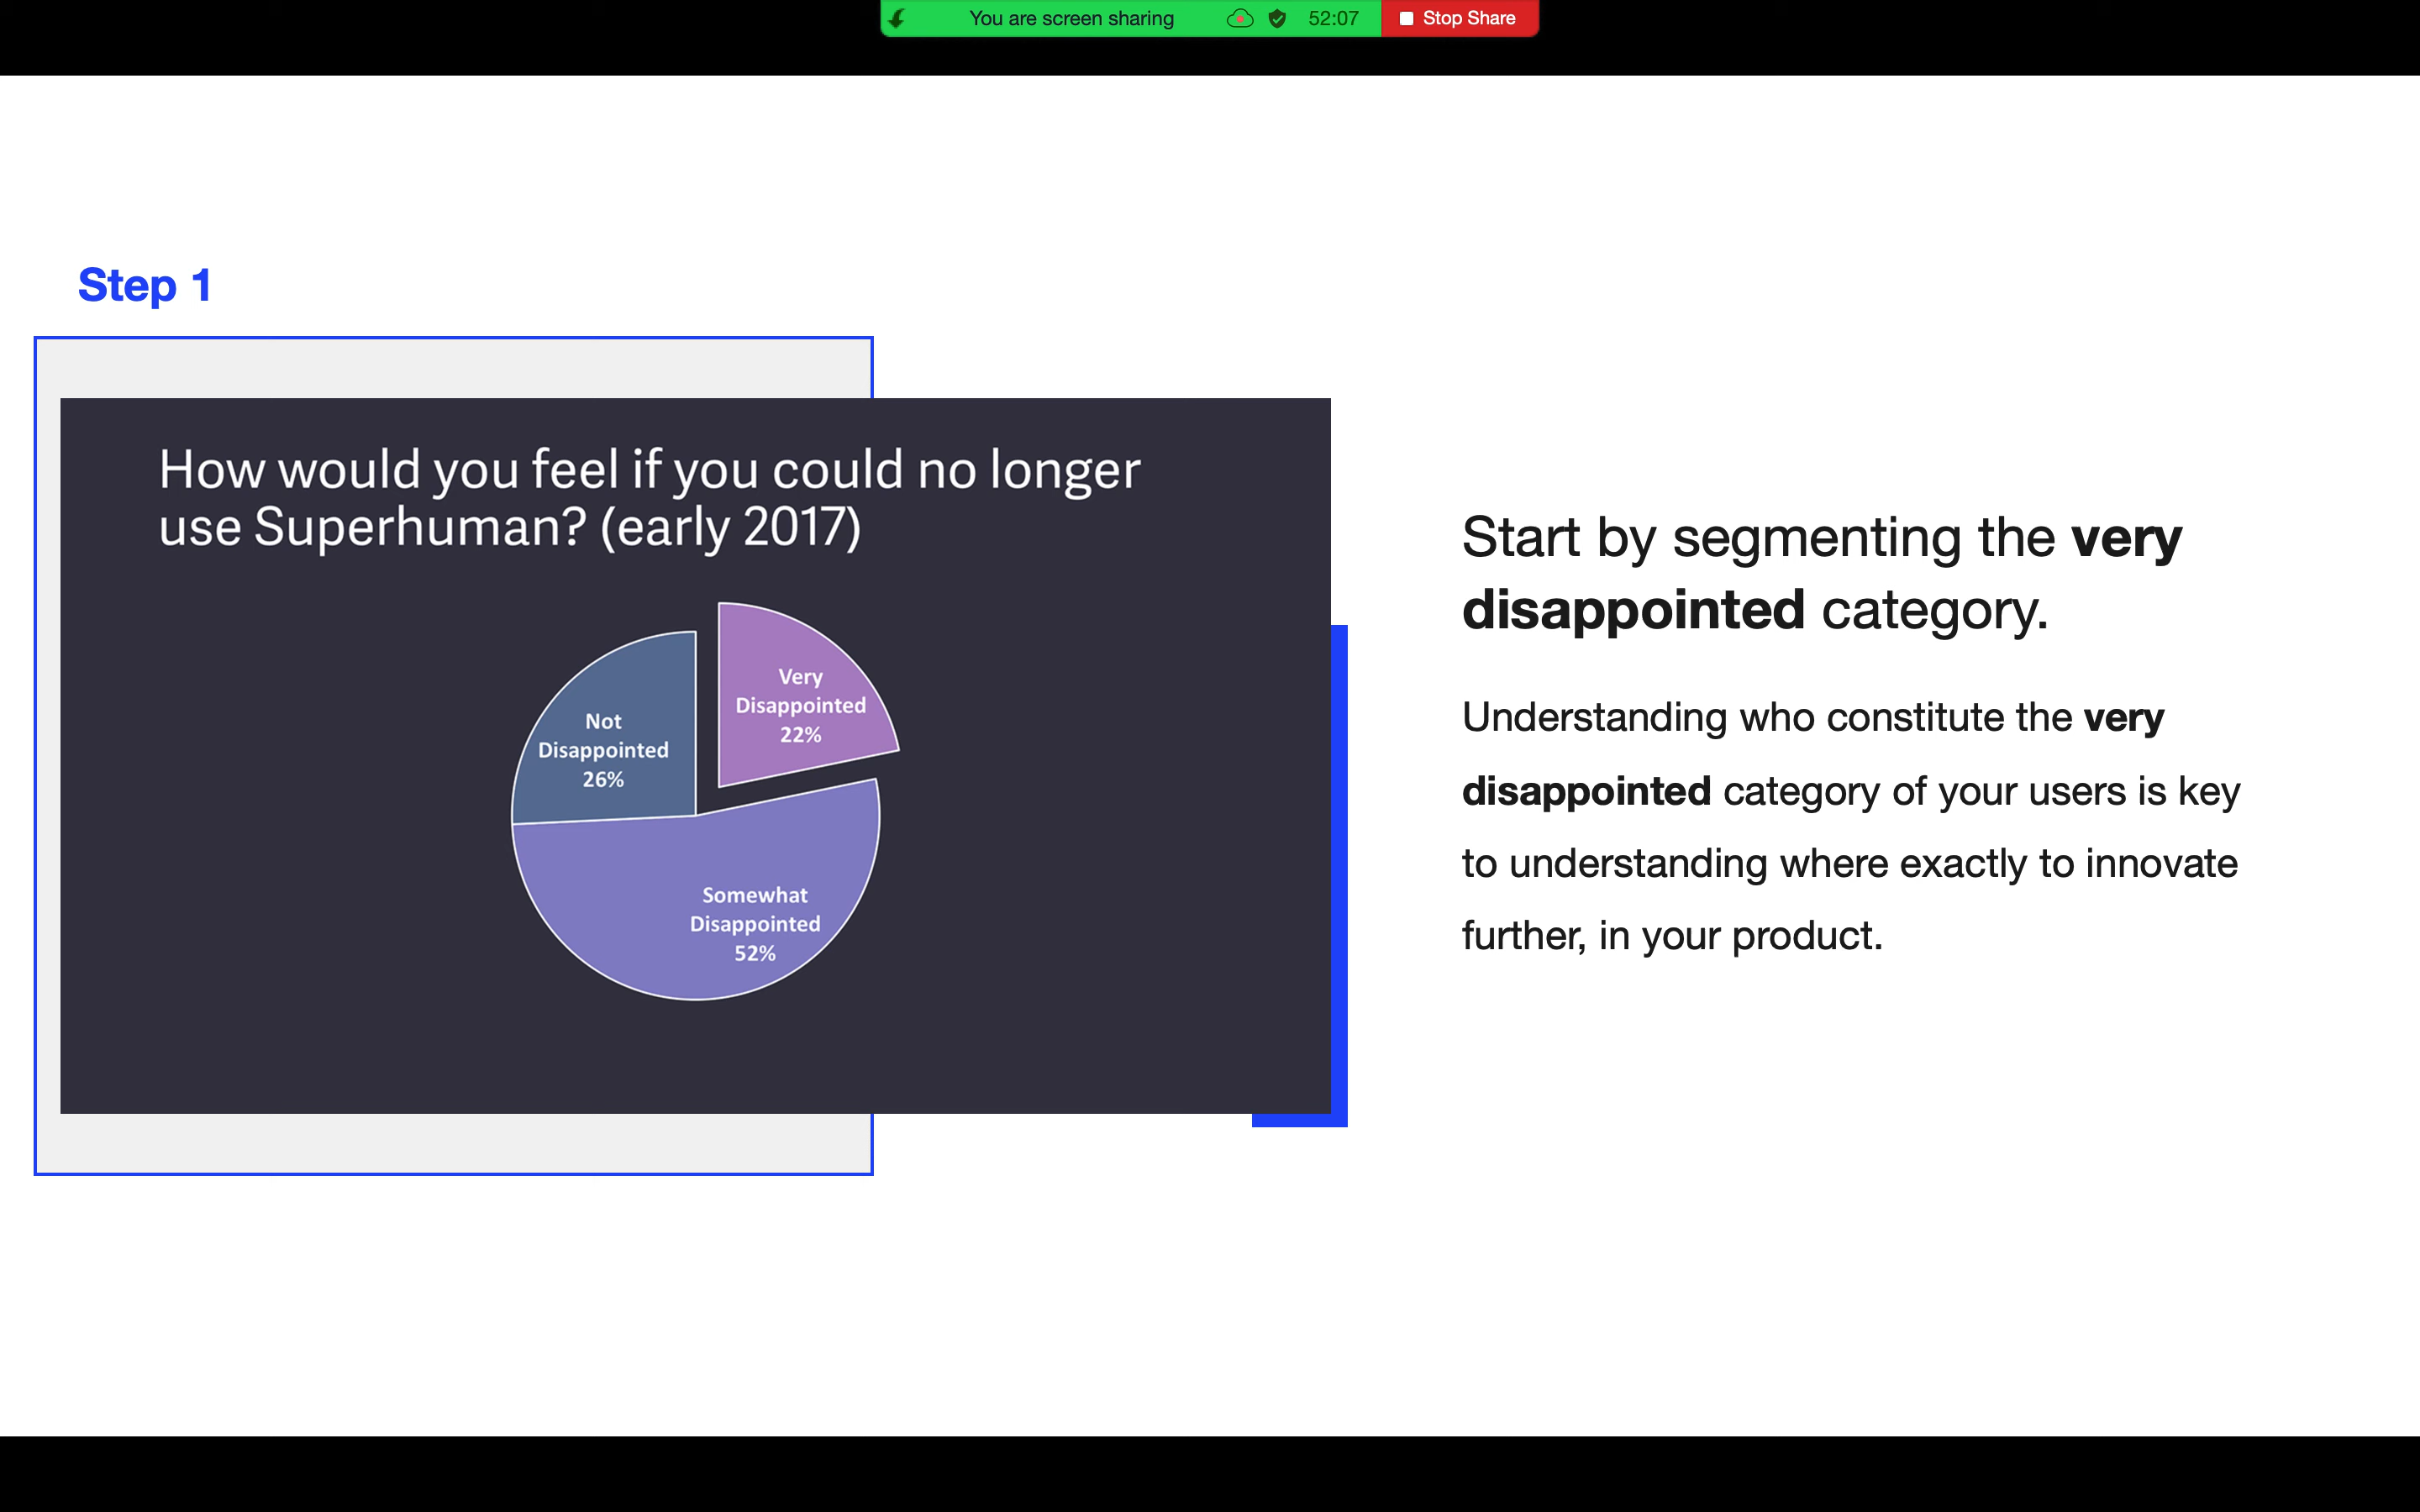 You are screen sharing
52:07
Stop Share
Step 1
How would you feel if you could no longer
use Superhuman? (early 2017)
Very
Disappointed
22%
Not
Disappointed
26%
Somewhat
Disappointed
52%
Start by segmenting the very
disappointed category.
Understanding who constitute the very
disappointed category of your users is key
to understanding where exactly to innovate
further, in your product.